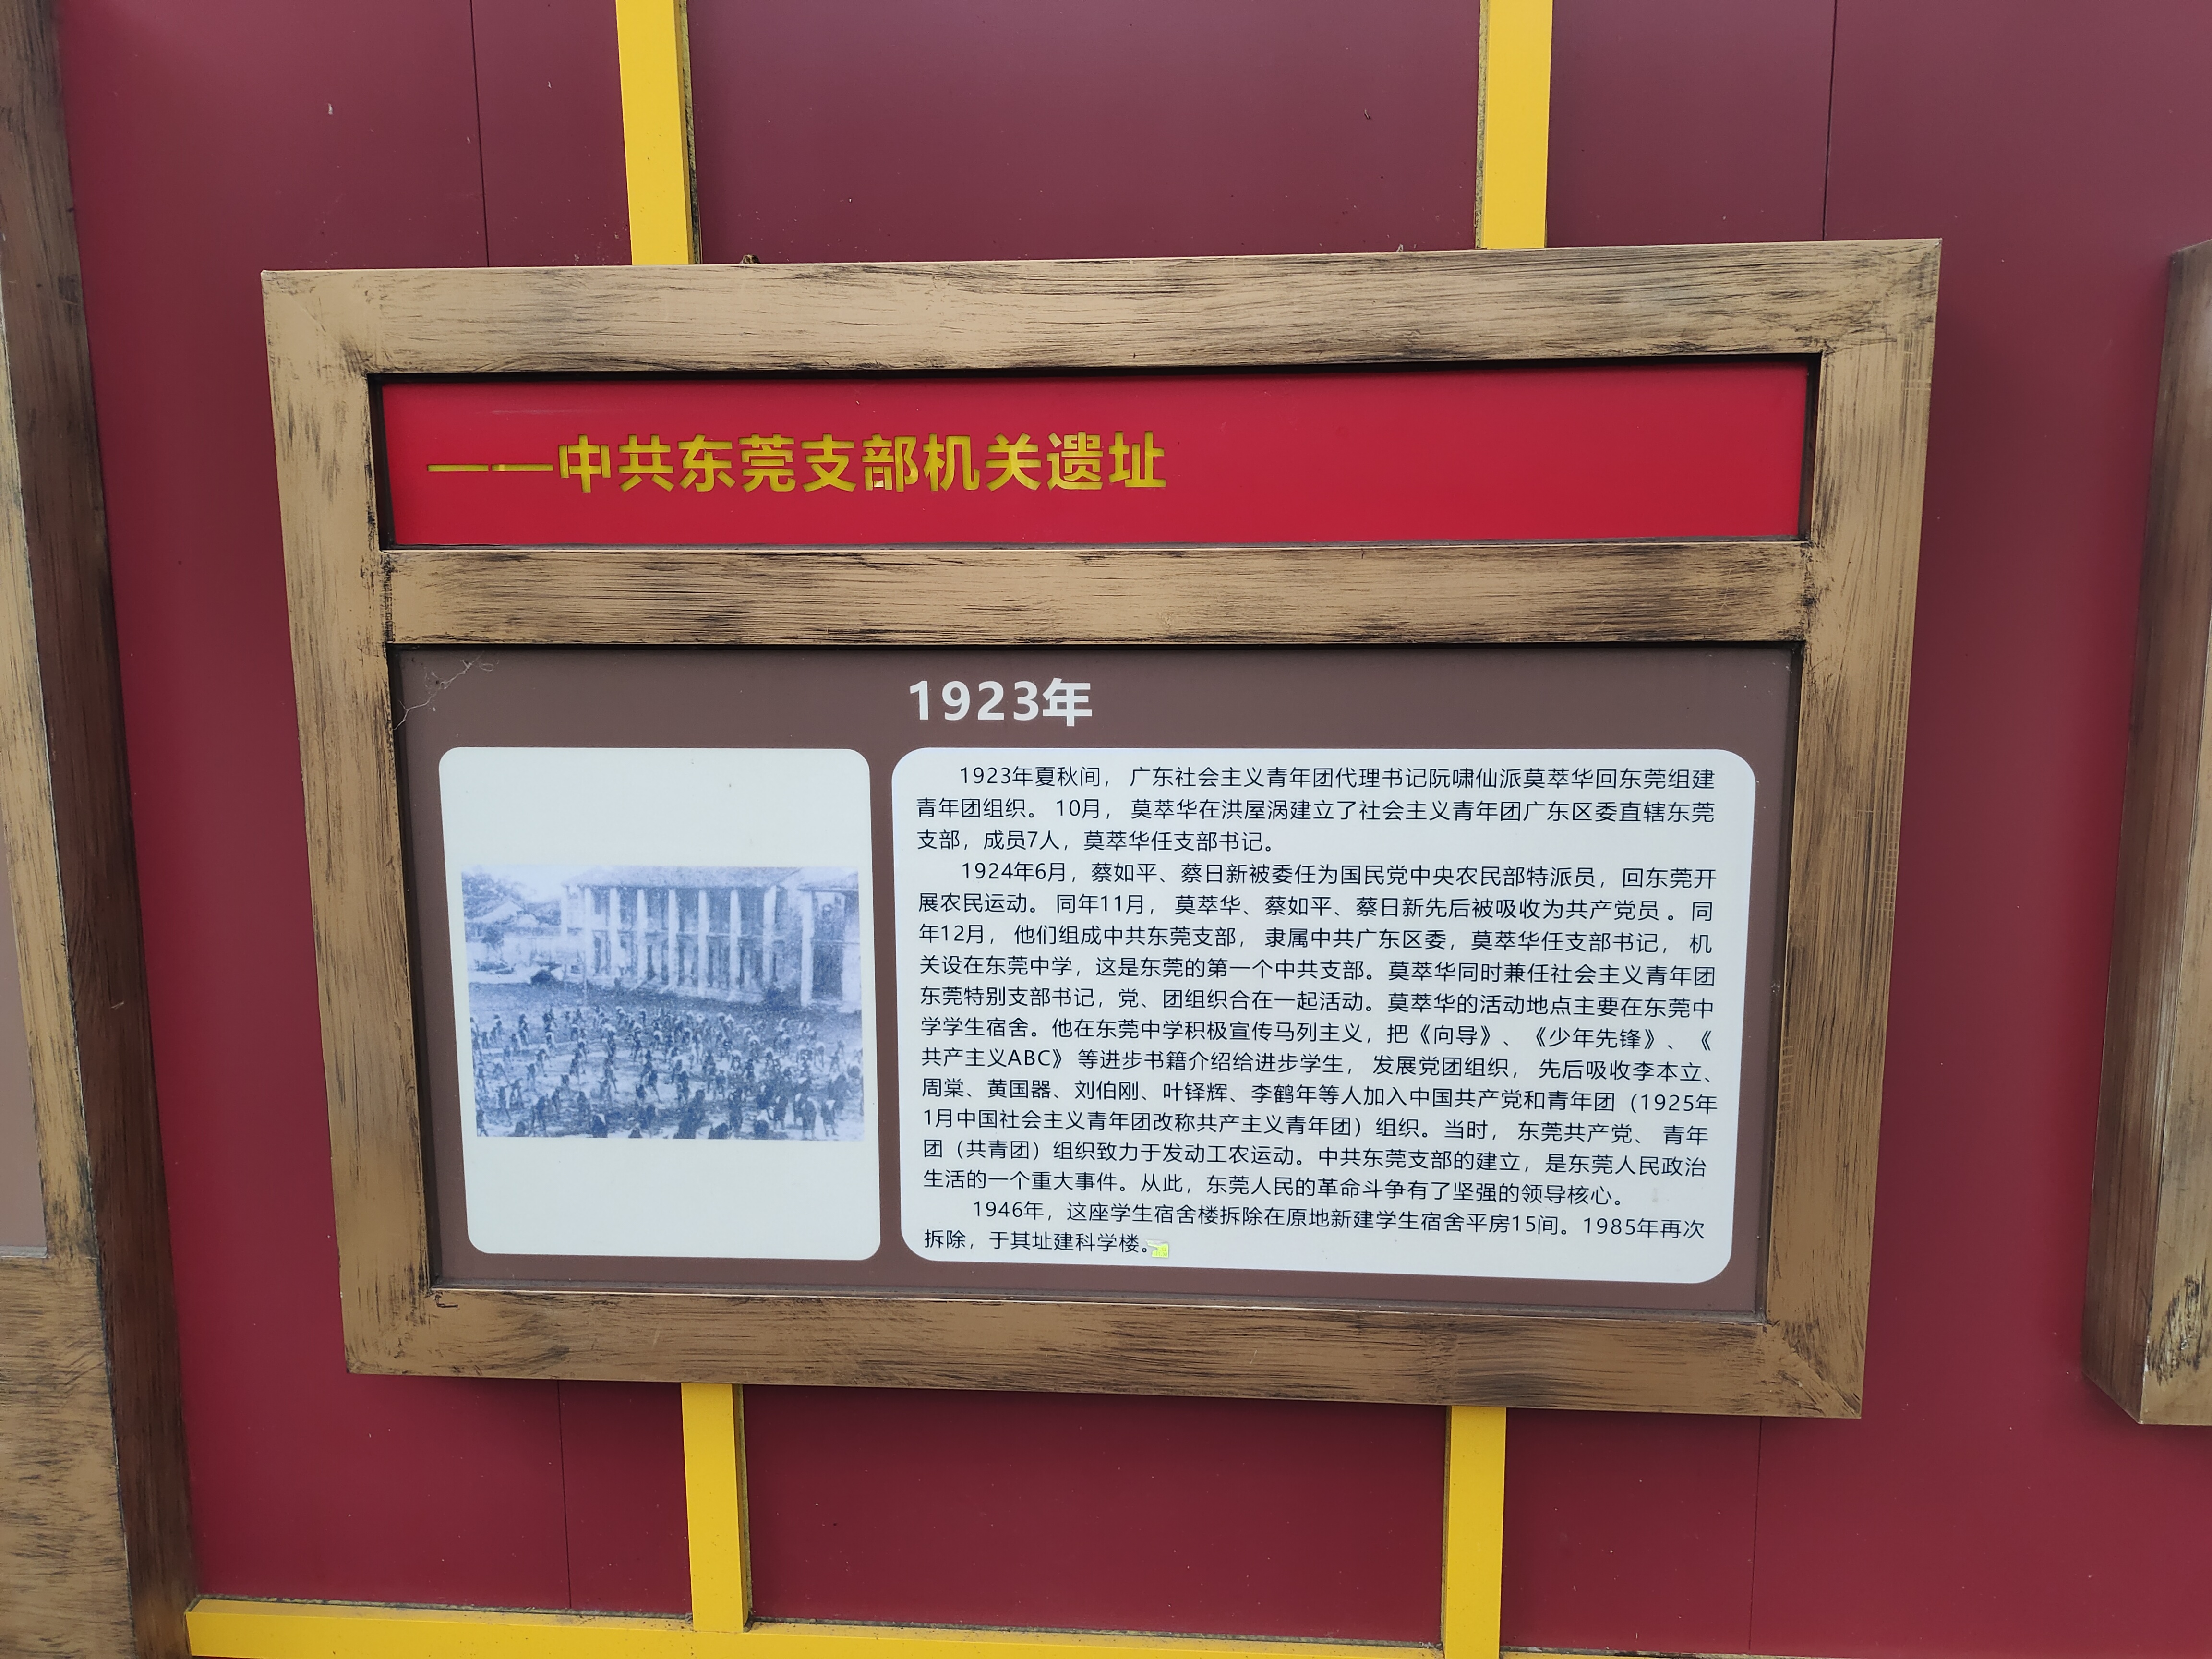 ——中共东莞支部机关遗址
1923年
1923年夏秋间， 广东社会主义青年团代理书记阮啸仙派莫萃华回东莞组建
青年团组织。 10月， 莫萃华在洪屋涡建立了社会主义青年团广东区委直辖东莞
支部，成员7人，莫萃华任支部书记。
1924年6月，蔡如平、蔡日新被委任为国民党中央农民部特派员，回东莞开
展农民运动。 同年11月， 莫萃华、蔡如平、蔡日新先后被吸收为共产党员 。 同
年12月， 他们组成中共东莞支部， 隶属中共广东区委，莫萃华任支部书记， 机
关设在东莞中学，这是东莞的第一个中共支部。莫萃华同时兼任社会主义青年团
东莞特别支部书记，党、团组织合在一起活动。莫萃华的活动地点主要在东莞中
学学生宿舍。他在东莞中学积极宣传马列主义，把《向导》、《少年先锋》、《
共产主义ABC》 等进步书籍介绍给进步学生， 发展党团组织， 先后吸收李本立、
周棠、黄国器、刘伯刚、叶铎辉、李鹤年等人加入中国共产党和青年团（1925年
1月中国社会主义青年团改称共产主义青年团）组织。当时， 东莞共产党、 青年
团（共青团）组织致力于发动工农运动。中共东莞支部的建立，是东莞人民政治
生活的一个重大事件。从此，东莞人民的革命斗争有了坚强的领导核心。
1946年，这座学生宿舍楼拆除在原地新建学生宿舍平房15间。1985年再次
拆除，于其址建科学楼。